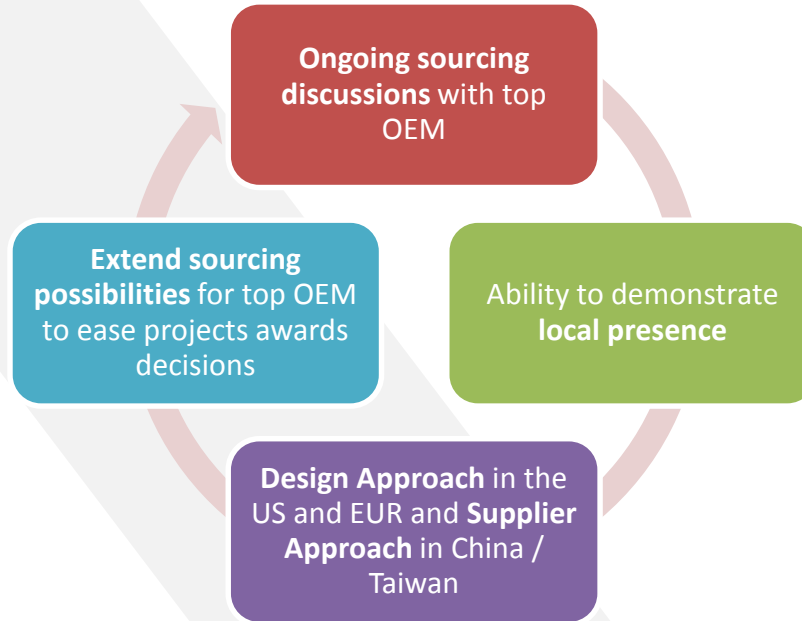 Ongoing sourcing
discussions with top
OEM
Ability to demonstrate
local presence
Design Approach in the
US and EUR and Supplier
Approach in China /
Taiwan
Extend sourcing
possibilities for top OEM
to ease projects awards
decisions